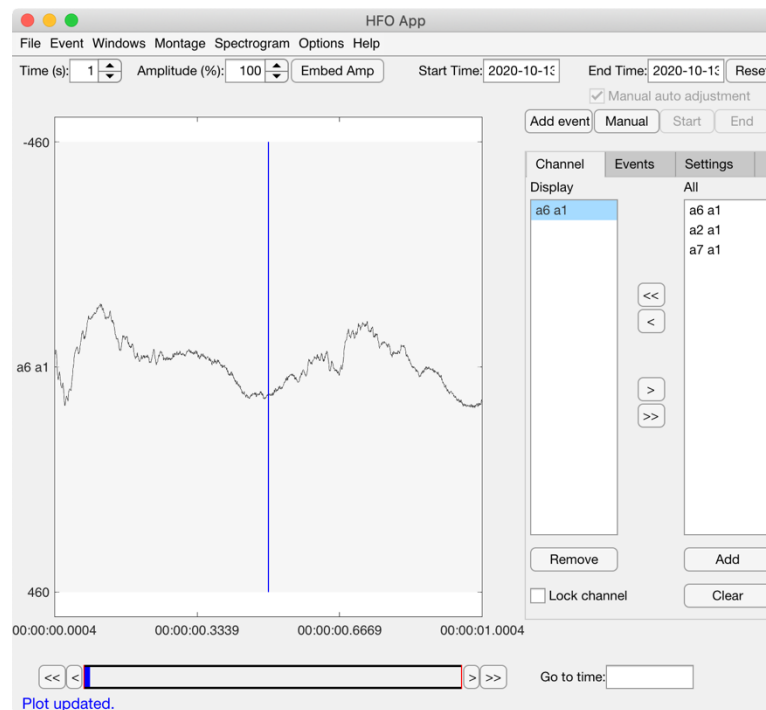 HFO App
File Event Windows Montage Spectrogram Options Help
Time (s): 1 Amplitude (%): 100 Embed Amp Start Time: 2020-10-13 End Time: 2020-10-13 Rese
Manual auto adjustment
Add event Manual Start End
Channel Events Settings
Display All
a6 a1 a6 a1
a2 a1
a7 a1
-460
<<
<
a6 a1
>
>>
Remove Add
460
Lock channel Clear
00:00:00.0004 00:00:00.3339 00:00:00.6669 00:00:01.0004
<< < > >> Go to time:
Plot updated.